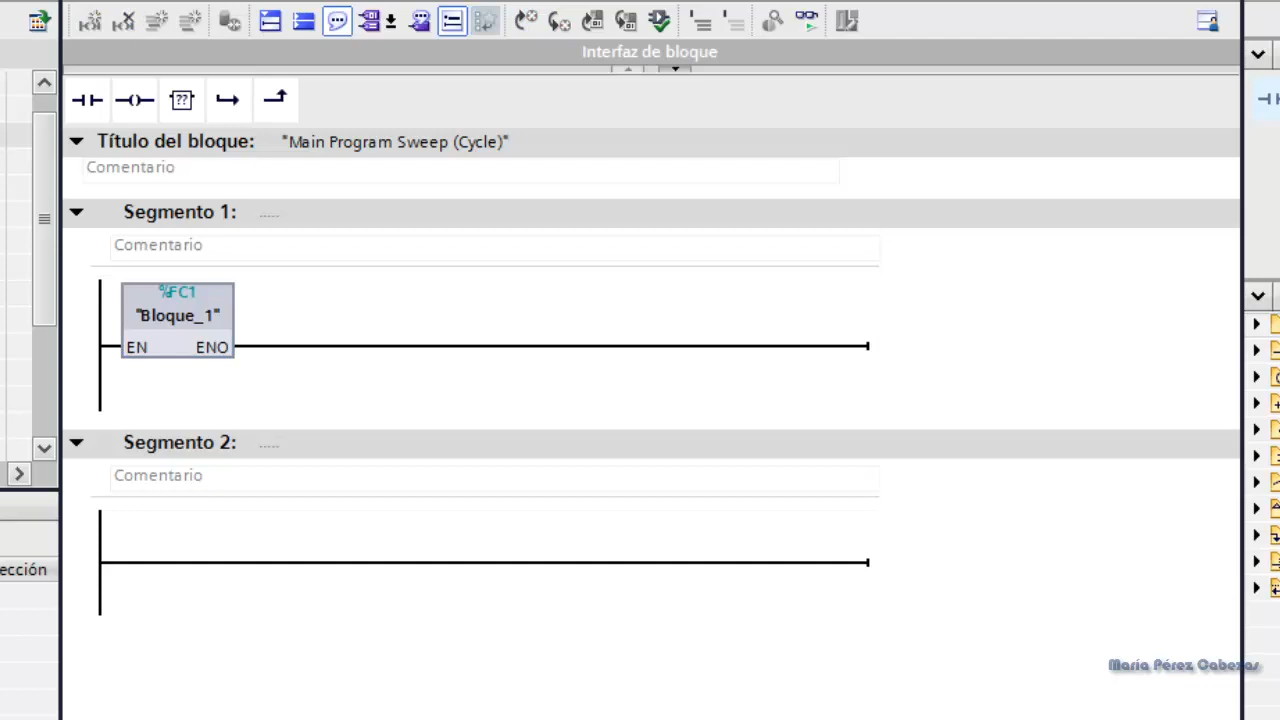 Interfaz de bloque
??
Título del bloque: "Main Program Sweep (Cycle)"
Comentario
Segmento 1: .....
Comentario
%FC1
"Bloque_1"
EN ENO
Segmento 2: .....
Comentario
ección
María Pérez Cabezas